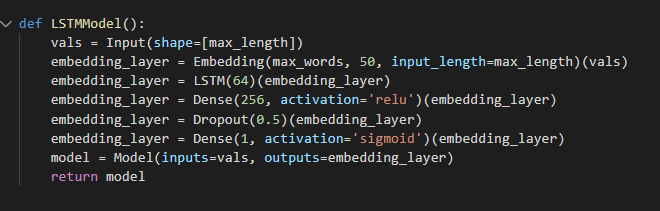 def LSTMModel():
    vals = Input(shape=[max_length])
    embedding_layer = Embedding(max_words, 50, input_length=max_length)(vals)
    embedding_layer = LSTM(64)(embedding_layer)
    embedding_layer = Dense(256, activation='relu')(embedding_layer)
    embedding_layer = Dropout(0.5)(embedding_layer)
    embedding_layer = Dense(1, activation='sigmoid')(embedding_layer)
    model = Model(inputs=vals, outputs=embedding_layer)
    return model